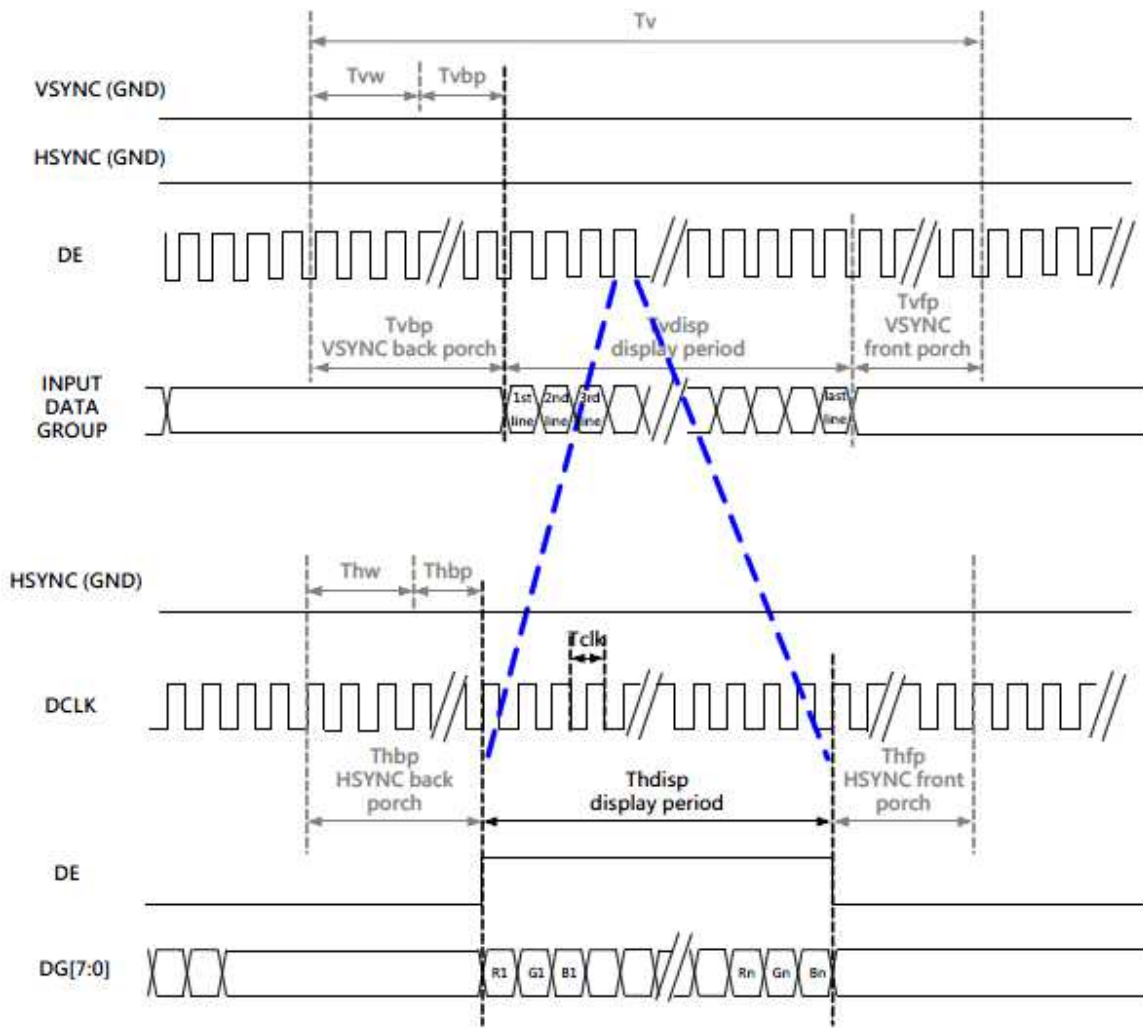 Tv
Tvw
Tvbp
VSYNC (GND)
HSYNC (GND)
DE
Tvbp
VSYNC back porch
Tvdisp
display period
Tvfp
VSYNC
front porch
INPUT
DATA
GROUP
1st
line
2nd
line
3rd
line
last
line
HSYNC (GND)
Thw
Thbp
Tclk
DCLK
Thbp
HSYNC back
porch
Thdisp
display period
Thfp
HSYNC front
porch
DE
DG[7:0]
R1
G1
B1
Rn
Gn
Bn